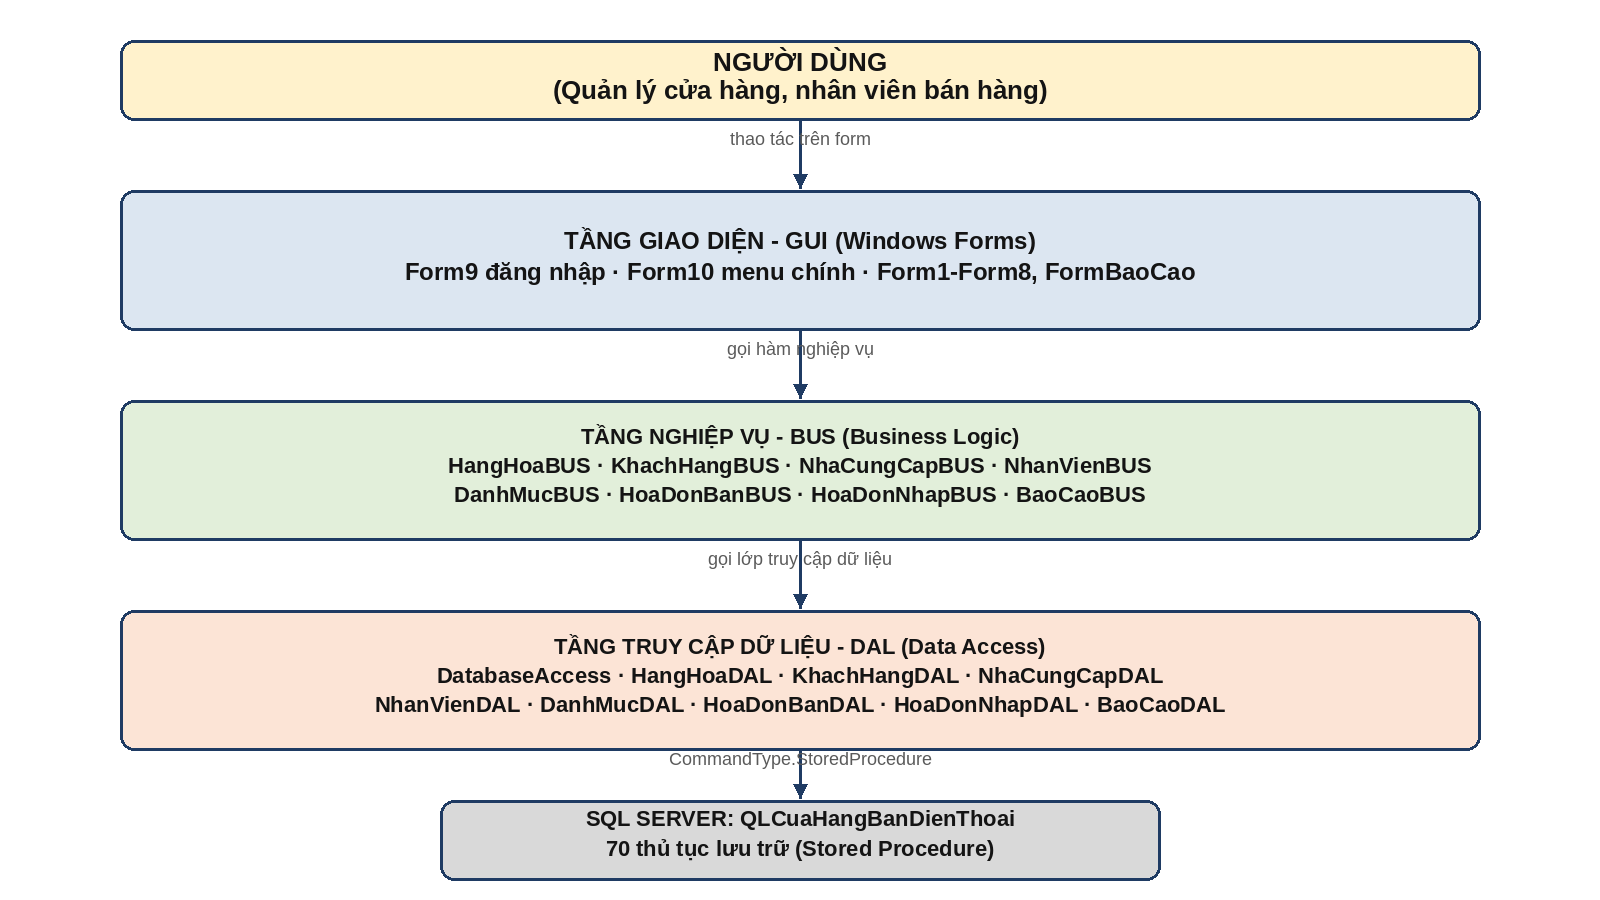 NGƯỜI DÙNG
(Quản lý cửa hàng, nhân viên bán hàng)
thao tác trên form
TẦNG GIAO DIỆN - GUI (Windows Forms)
Form9 đăng nhập · Form10 menu chính · Form1-Form8, FormBaoCao
gọi hàm nghiệp vụ
TẦNG NGHIỆP VỤ - BUS (Business Logic)
HangHoaBUS · KhachHangBUS · NhaCungCapBUS · NhanVienBUS
DanhMucBUS · HoaDonBanBUS · HoaDonNhapBUS · BaoCaoBUS
gọi lớp truy cập dữ liệu
TẦNG TRUY CẬP DỮ LIỆU - DAL (Data Access)
DatabaseAccess · HangHoaDAL · KhachHangDAL · NhaCungCapDAL
NhanVienDAL · DanhMucDAL · HoaDonBanDAL · HoaDonNhapDAL · BaoCaoDAL
CommandType.StoredProcedure
SQL SERVER: QLCuaHangBanDienThoai
70 thủ tục lưu trữ (Stored Procedure)